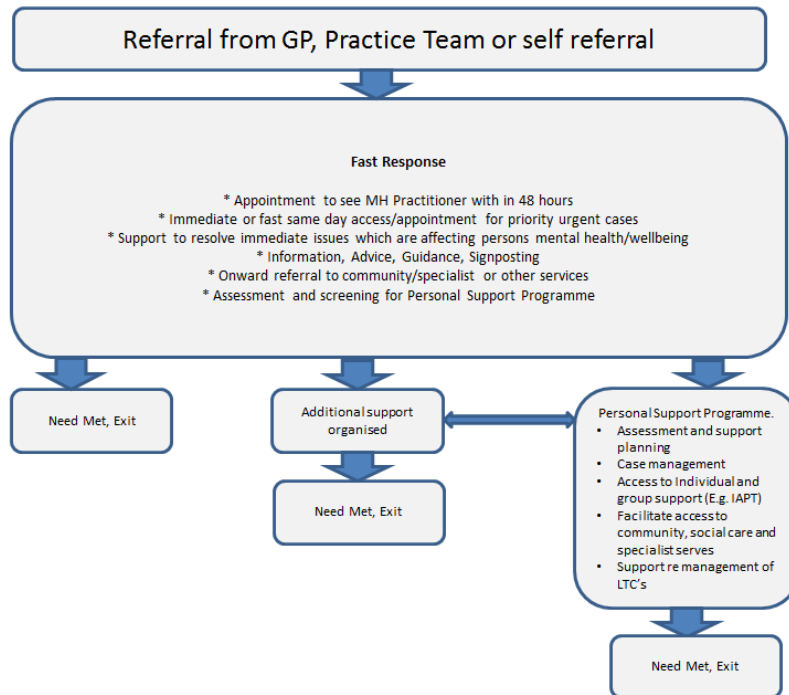 Referral from GP, Practice Team or self referral
Fast Response
* Appointment to see MH Practitioner with in 48 hours
* Immediate or fast same day access/appointment for priority urgent cases
* Support to resolve immediate issues which are affecting persons mental health/wellbeing
* Information, Advice, Guidance, Signposting
* Onward referral to community/specialist or other services
* Assessment and screening for Personal Support Programme
Need Met, Exit
Additional support
organised
Need Met, Exit
Personal Support Programme.
• Assessment and support
planning
• Case management
• Access to Individual and
group support (E.g. IAPT)
• Facilitate access to
community, social care and
specialist serves
• Support re management of
LTC's
Need Met, Exit